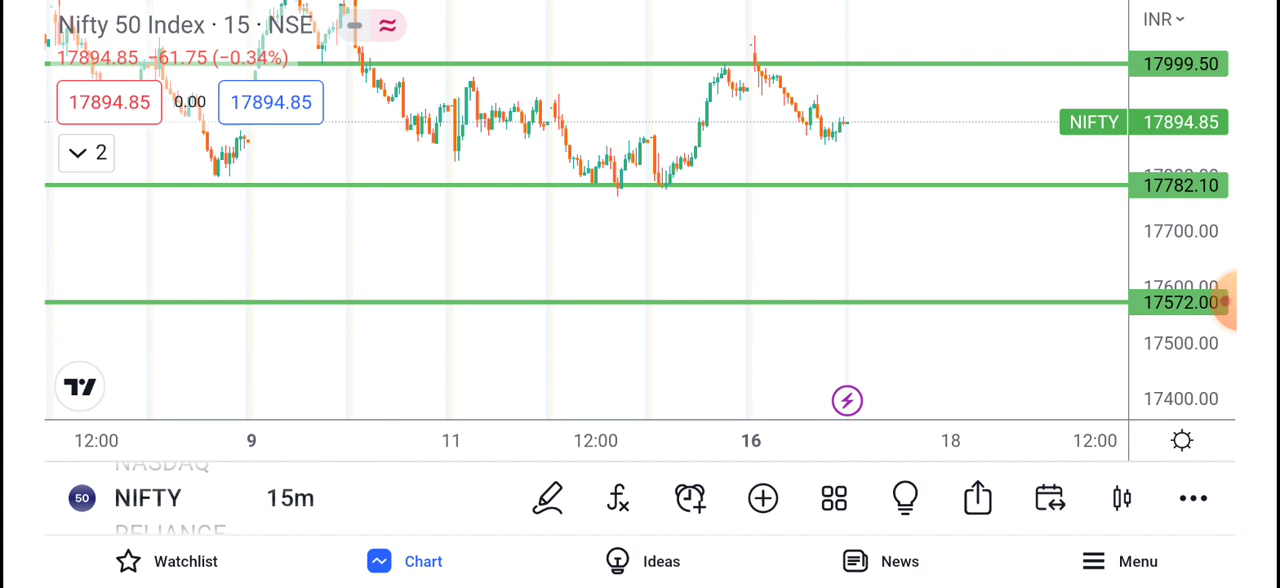 Nifty 50 Index · 15 · NSE
INR
17894.85 −61.75 (−0.34%)
17999.50
17894.85 0.00 17894.85
NIFTY 17894.85
2
17782.10
17700.00
17600.00
17572.00
17500.00
17400.00
12:00 9 11 12:00 16 18 12:00
NASDAQ
50 NIFTY 15m
RELIANCE
Watchlist Chart Ideas News Menu